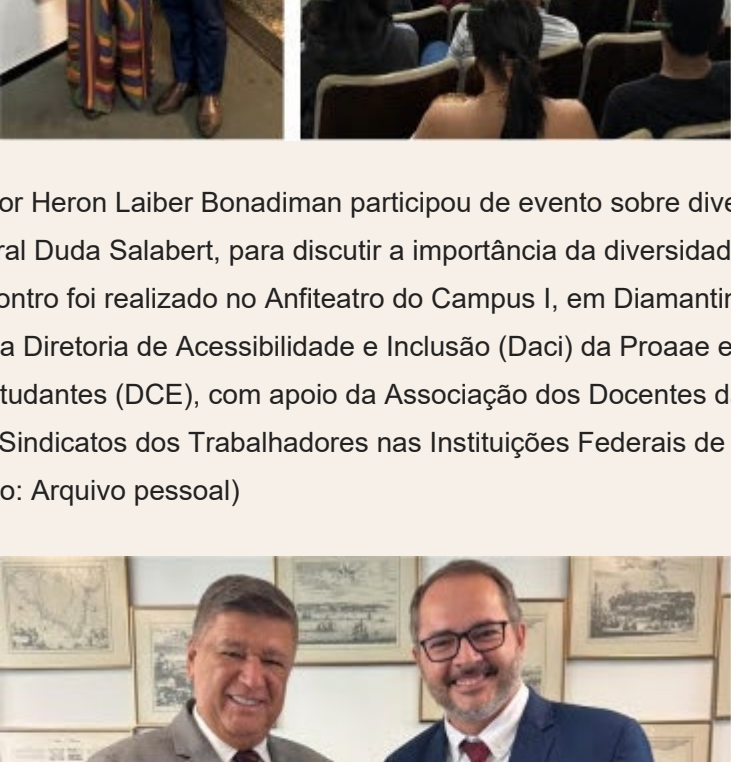 or Heron Laiber Bonadiman participou de evento sobre dive
ral Duda Salabert, para discutir a importância da diversidad
ontro foi realizado no Anfiteatro do Campus I, em Diamantin
a Diretoria de Acessibilidade e Inclusão (Daci) da Proaae e
tudantes (DCE), com apoio da Associação dos Docentes d
Sindicatos dos Trabalhadores nas Instituições Federais de
o: Arquivo pessoal)